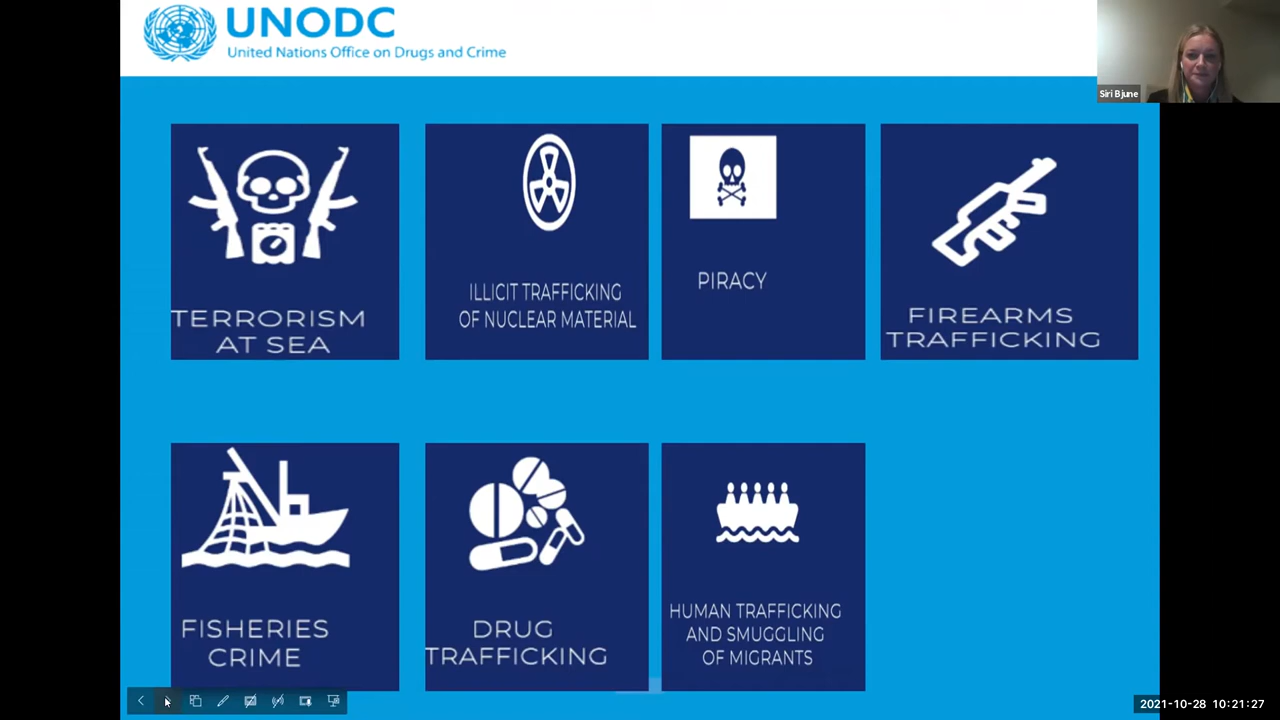 UNODC
United Nations Office on Drugs and Crime
Siri Bjune
TERRORISM
AT SEA
ILLICIT TRAFFICKING
OF NUCLEAR MATERIAL
PIRACY
FIREARMS
TRAFFICKING
FISHERIES
CRIME
DRUG
TRAFFICKING
HUMAN TRAFFICKING
AND SMUGGLING
OF MIGRANTS
2021-10-28 10:21:27